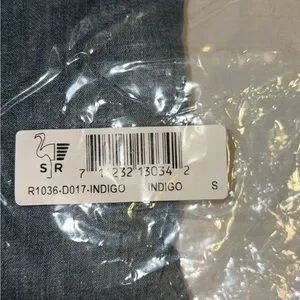 S R
7 1 232 13034 2
R1036-D017-INDIGO INDIGO S